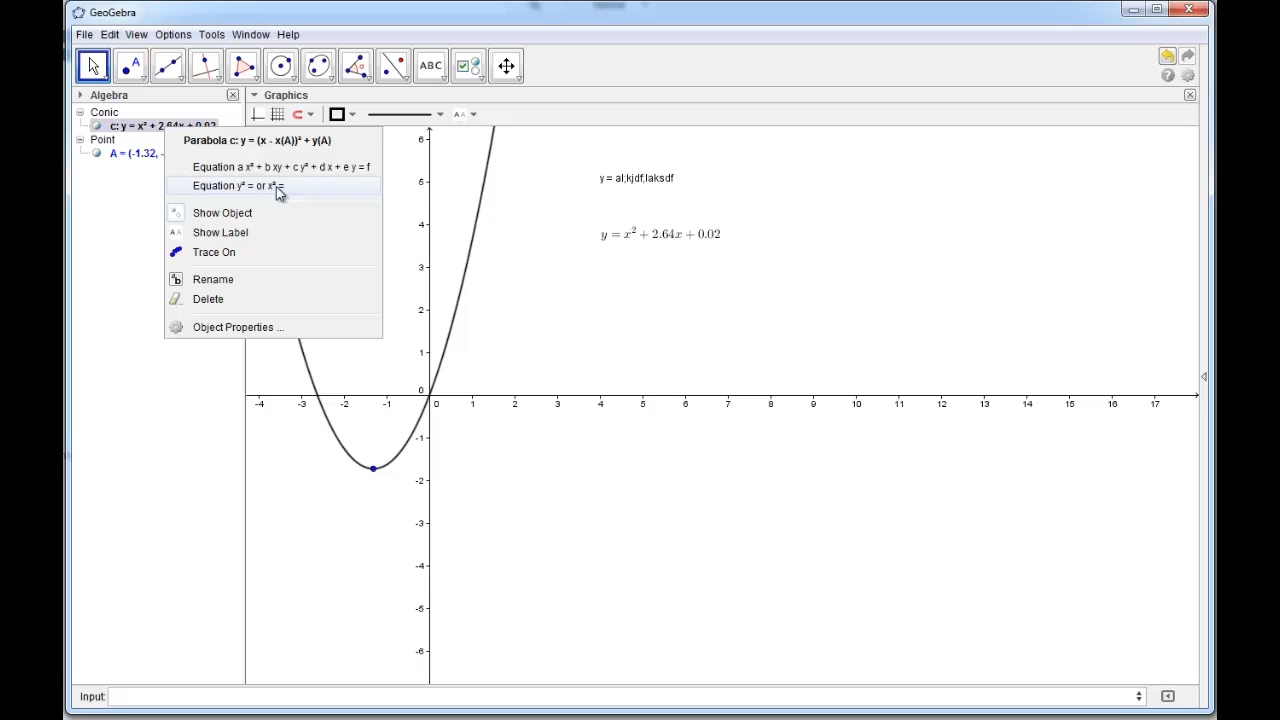 GeoGebra
File Edit View Options Tools Window Help
A ABC
Algebra Graphics
Conic
c: y = x² + 2.64x + 0.02
Point
A = (-1.32, -
Parabola c: y = (x - x(A))² + y(A)
Equation a x² + b xy + c y² + d x + e y = f
Equation y² = or x² =
Show Object
AA Show Label
Trace On
ab Rename
Delete
Object Properties ...
AA
y = al;kjdf,laksdf
y = x² + 2.64x + 0.02
6
5
4
3
2
1
0
-4 -3 -2 -1 0 1 2 3 4 5 6 7 8 9 10 11 12 13 14 15 16 17
-1
-2
-3
-4
-5
-6
Input: